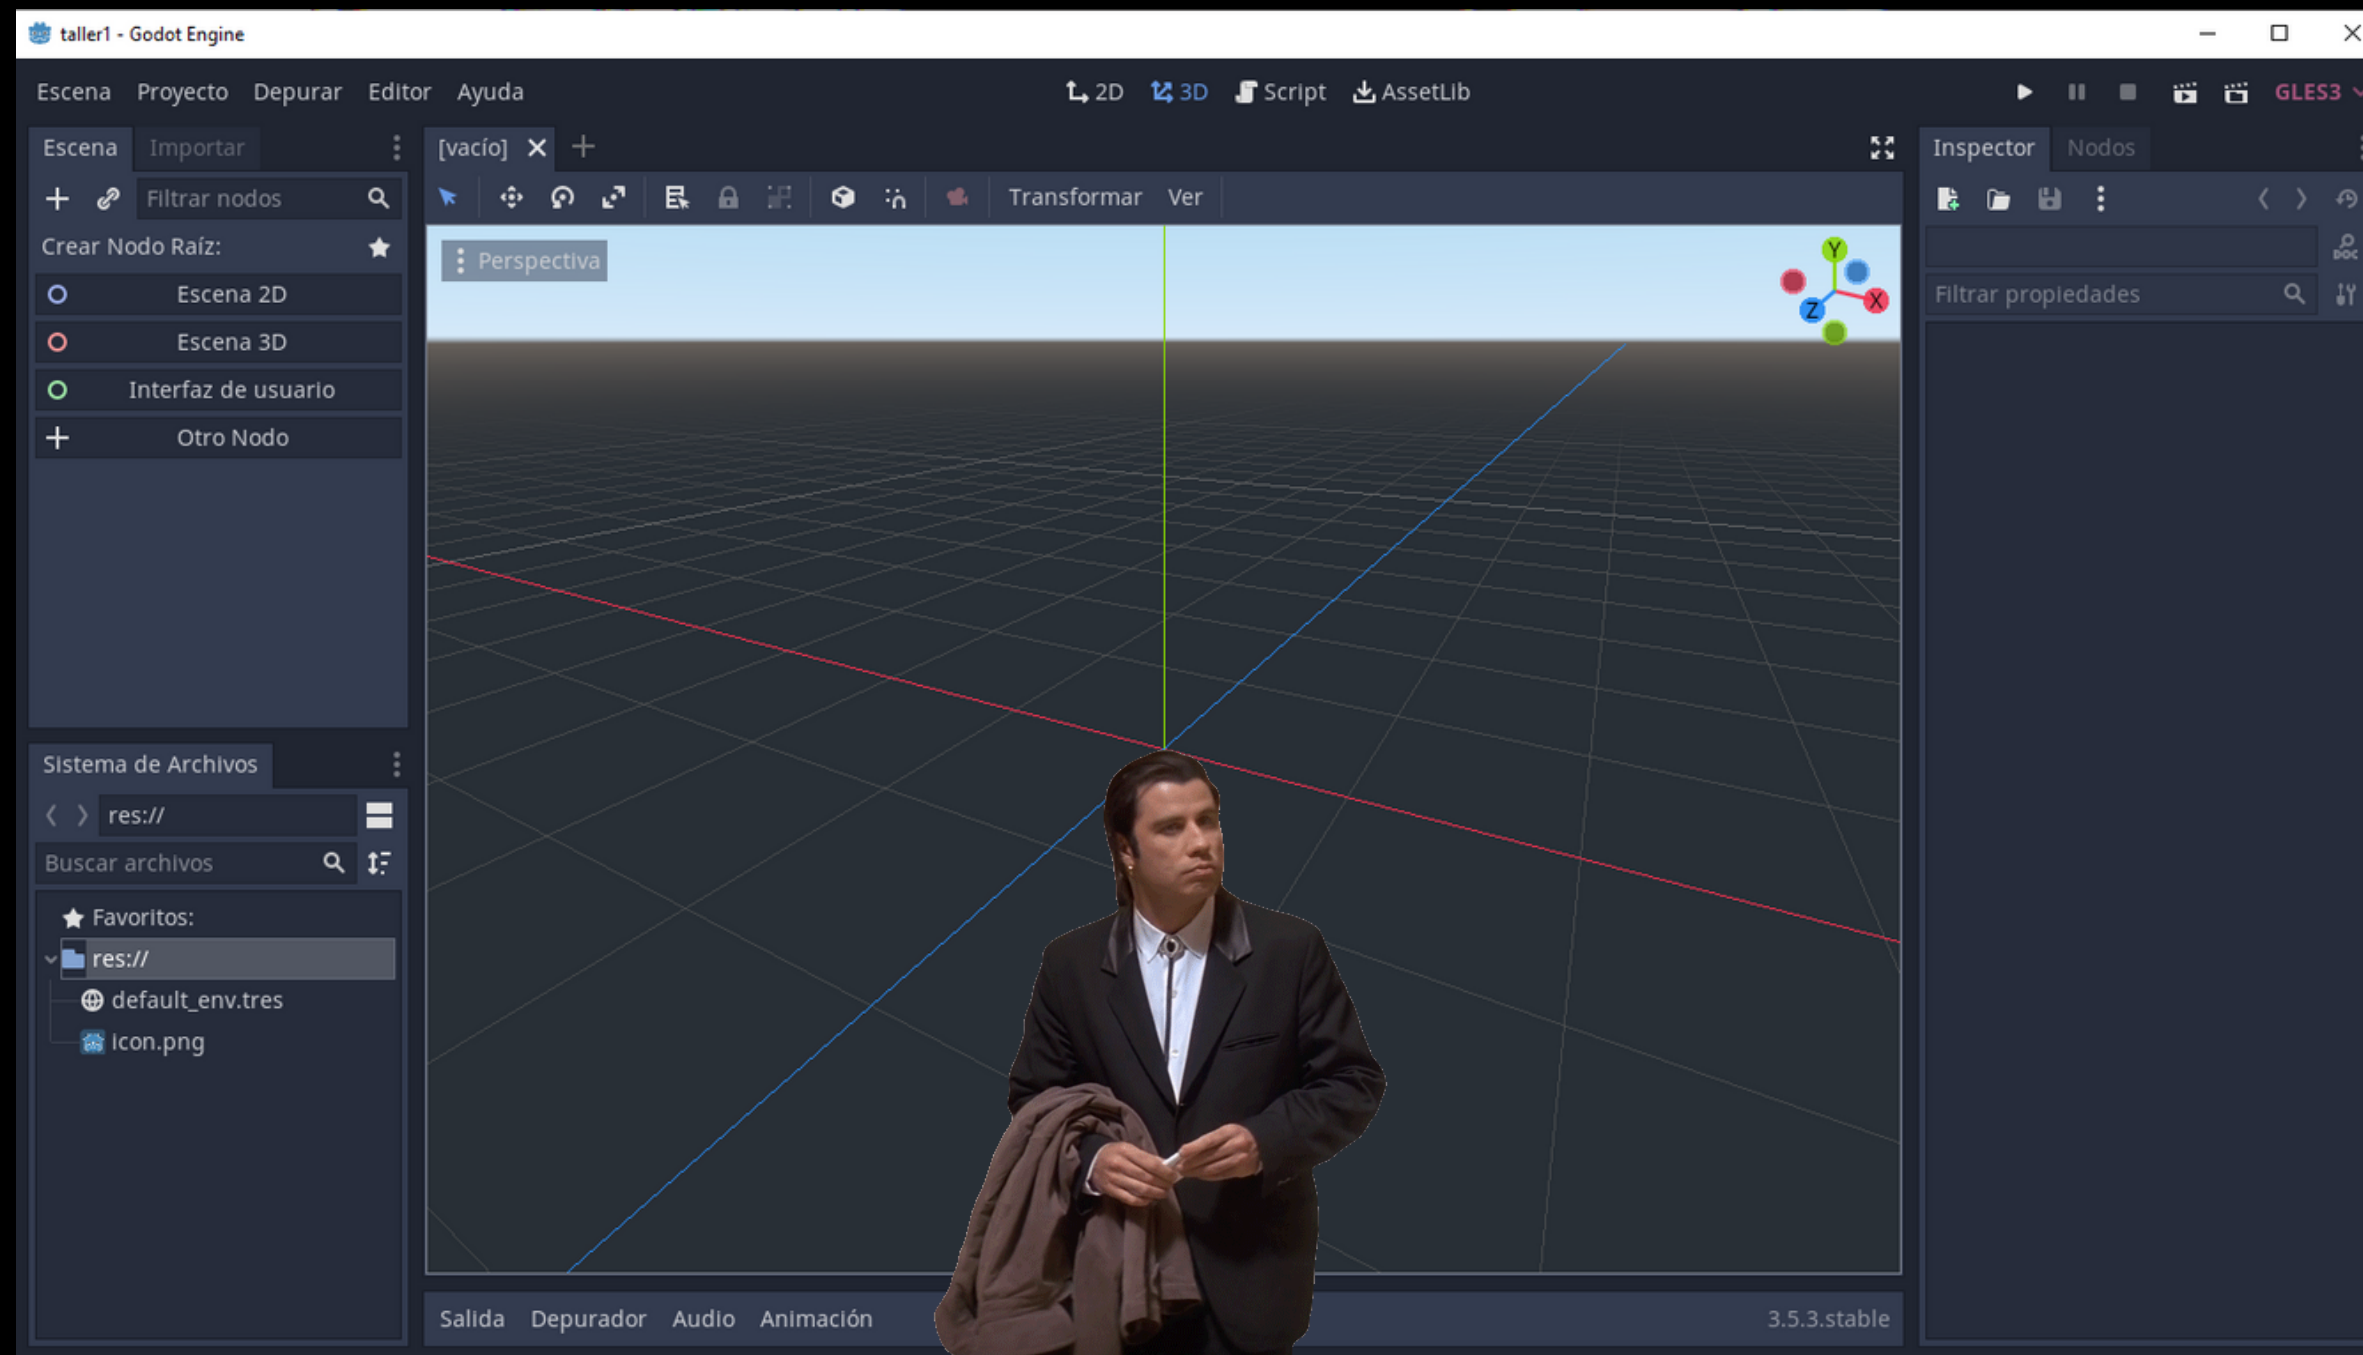 taller1 - Godot Engine
Escena Proyecto Depurar Editor Ayuda
2D 3D Script AssetLib
GLES3
Escena Importar
Filtrar nodos
Crear Nodo Raíz:
Escena 2D
Escena 3D
Interfaz de usuario
Otro Nodo
Sistema de Archivos
res://
Buscar archivos
Favoritos:
res://
default_env.tres
icon.png
[vacío]
Transformar Ver
Perspectiva
Y
X
Z
Salida Depurador Audio Animación
3.5.3.stable
Inspector Nodos
DOC
Filtrar propiedades